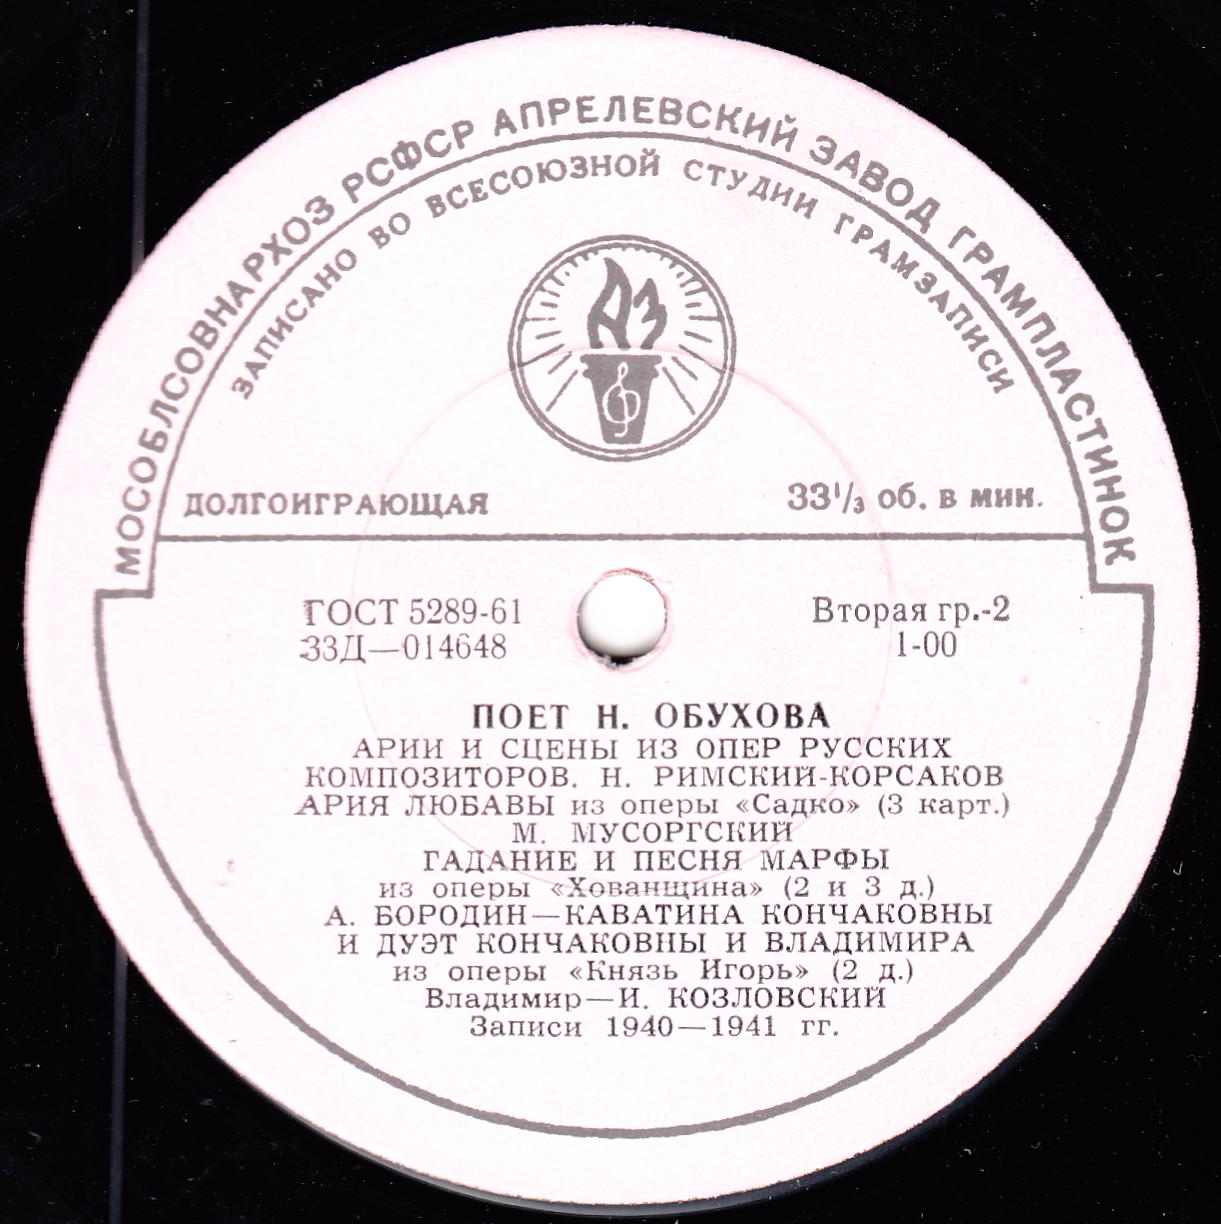 МОСОБЛСОВНАРХОЗ РСФСР АПРЕЛЕВСКИЙ ЗАВОД ГРАМПЛАСТИНОК
ЗАПИСАНО ВО ВСЕСОЮЗНОЙ СТУДИИ ГРАМЗАПИСИ
АЗ
ДОЛГОИГРАЮЩАЯ 33 1/3 об. в мин.
ГОСТ 5289-61 Вторая гр.-2
33Д—014648 1-00
ПОЕТ Н. ОБУХОВА
АРИИ И СЦЕНЫ ИЗ ОПЕР РУССКИХ
КОМПОЗИТОРОВ. Н. РИМСКИЙ-КОРСАКОВ
АРИЯ ЛЮБАВЫ из оперы «Садко» (3 карт.)
М. МУСОРГСКИЙ
ГАДАНИЕ И ПЕСНЯ МАРФЫ
из оперы «Хованщина» (2 и 3 д.)
А. БОРОДИН—КАВАТИНА КОНЧАКОВНЫ
И ДУЭТ КОНЧАКОВНЫ И ВЛАДИМИРА
из оперы «Князь Игорь» (2 д.)
Владимир—И. КОЗЛОВСКИЙ
Записи 1940—1941 гг.